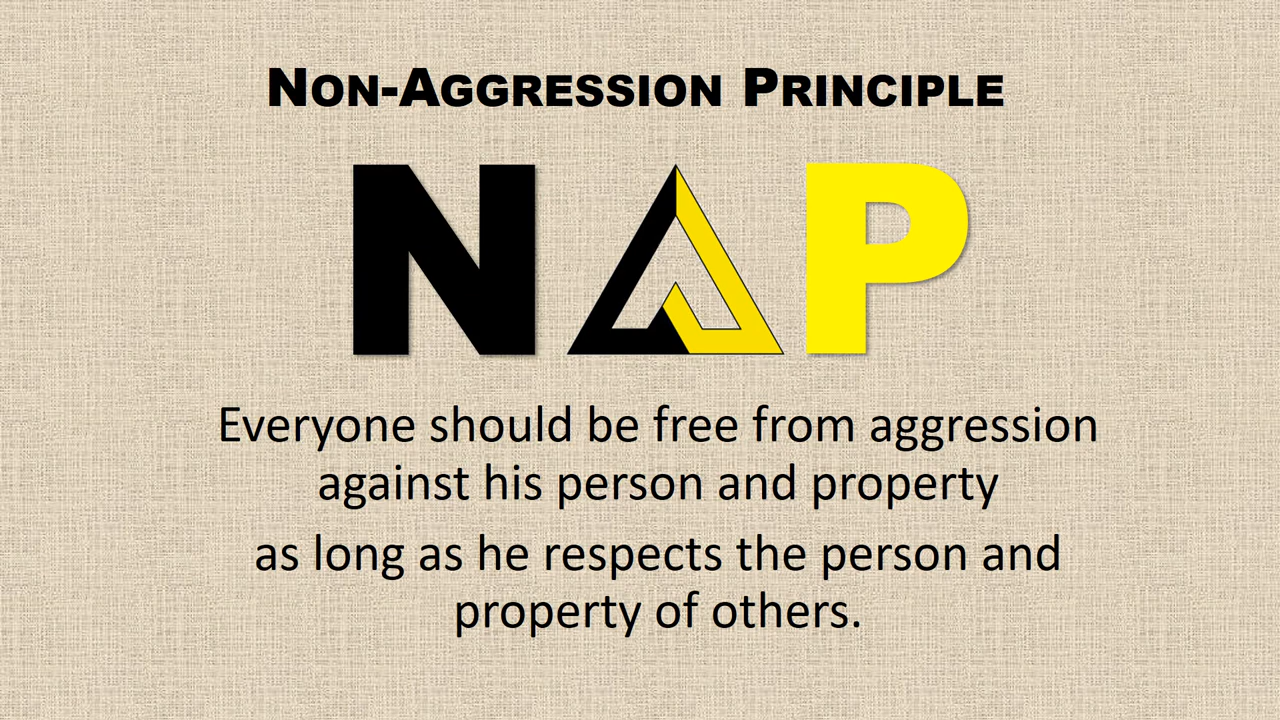 NON-AGGRESSION PRINCIPLE
NAP
Everyone should be free from aggression
against his person and property
as long as he respects the person and
property of others.